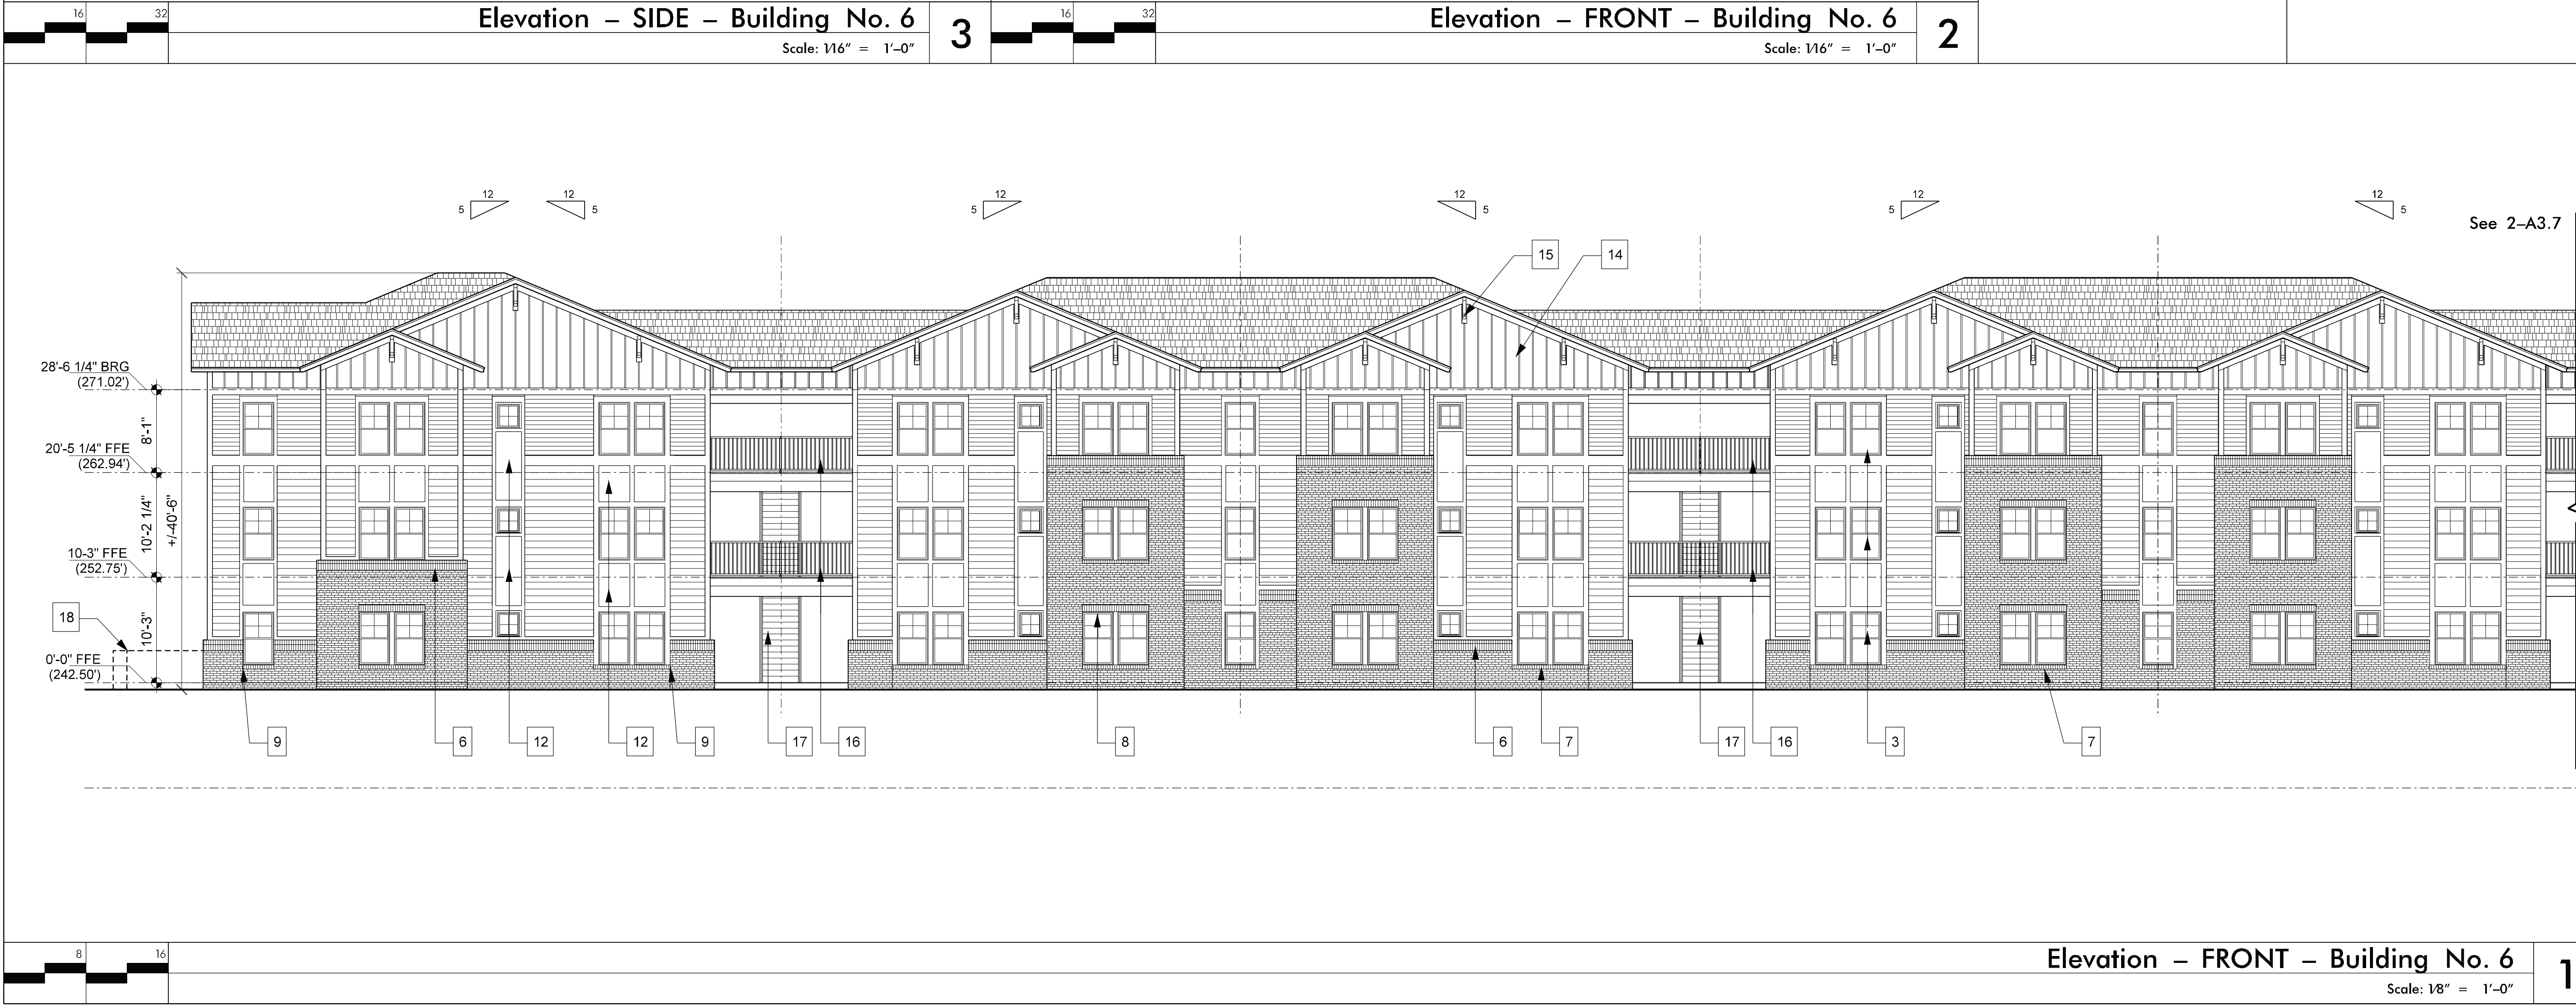 16 32
Elevation – SIDE – Building No. 6
Scale: 1/16" = 1'–0"
3
16 32
Elevation – FRONT – Building No. 6
Scale: 1/16" = 1'–0"
2
12 12 12 12 12 12
5 5 5 5 5 5
See 2–A3.7
15 14
28'-6 1/4" BRG
(271.02')
8'-1"
20'-5 1/4" FFE
(262.94')
10'-2 1/4"
+/-40'-6"
10-3" FFE
(252.75')
18
10'-3"
0'-0" FFE
(242.50')
9 6 12 12 9 17 16 8 6 7 17 16 3 7
8 16
Elevation – FRONT – Building No. 6
Scale: 1/8" = 1'–0"
1